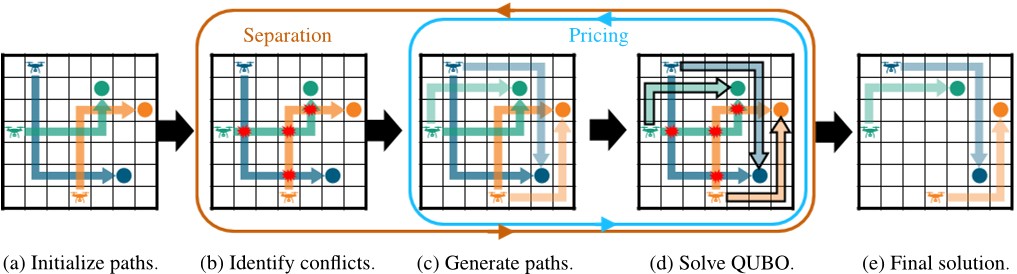 Separation
Pricing
(a) Initialize paths.
(b) Identify conflicts.
(c) Generate paths.
(d) Solve QUBO.
(e) Final solution.